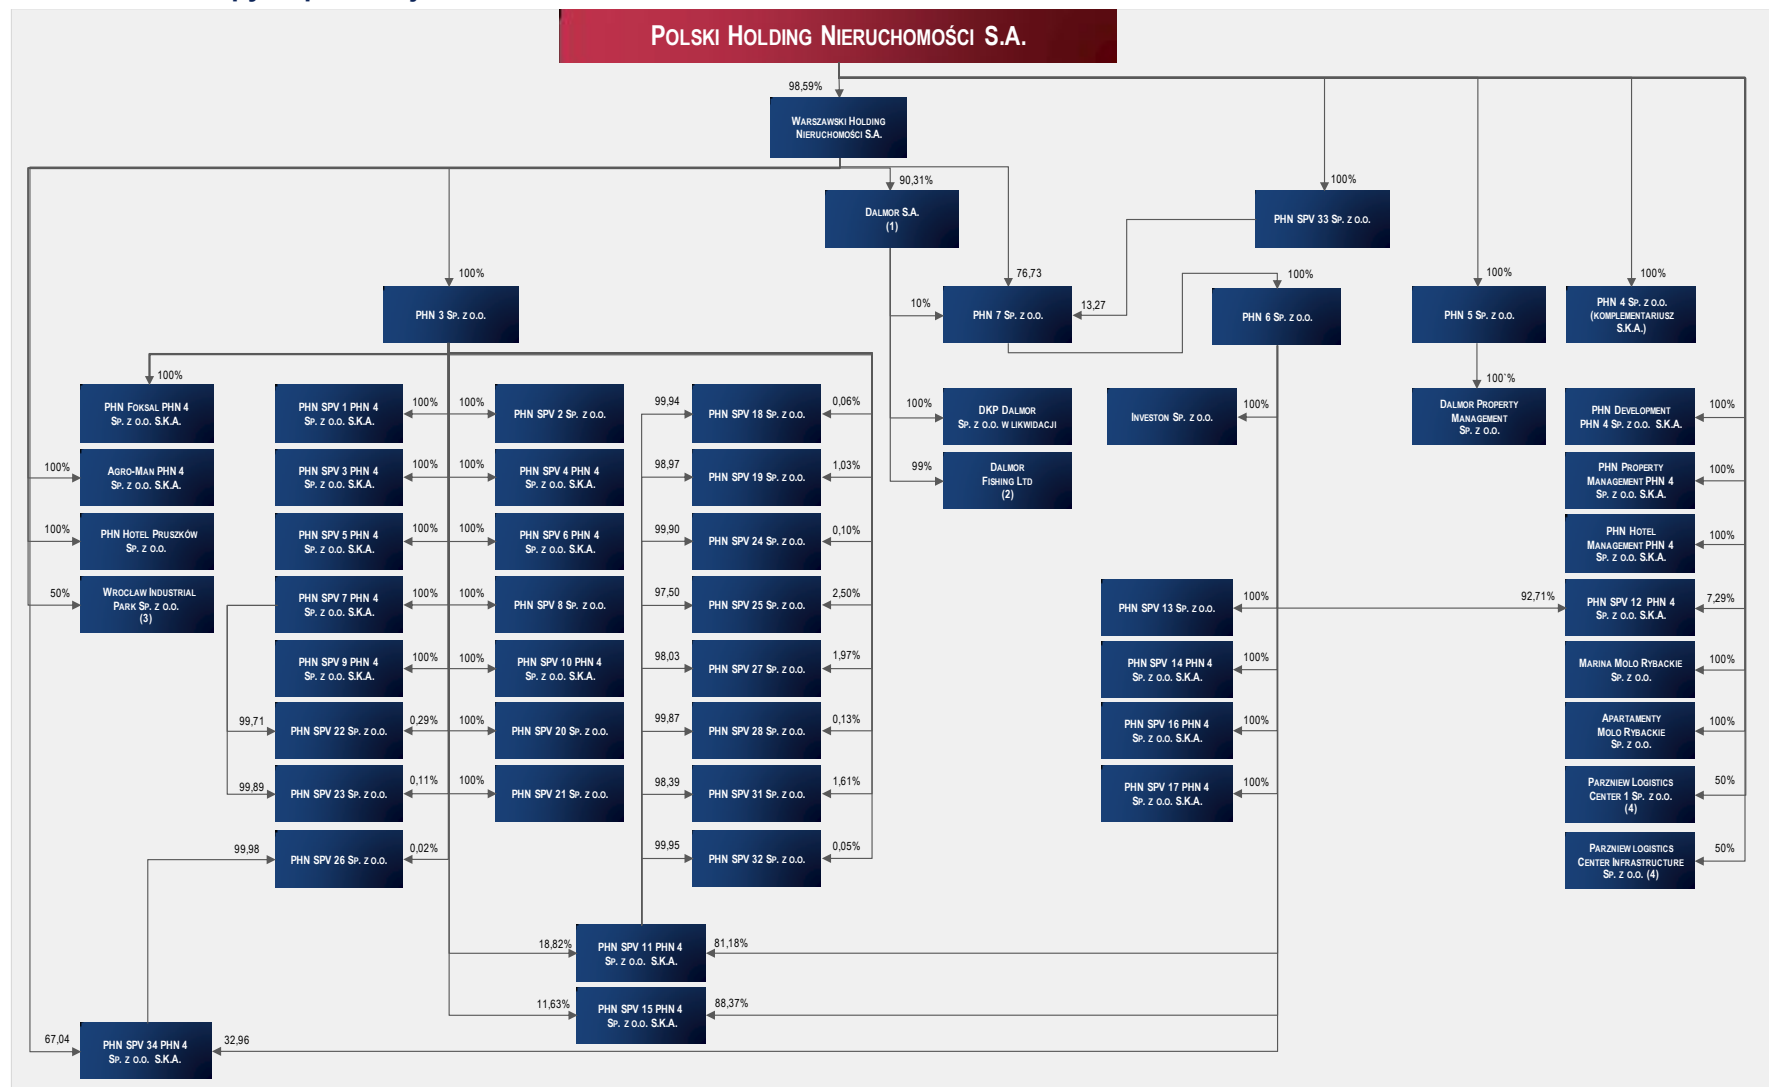 POLSKI HOLDING NIERUCHOMOŚCI S.A.
98,59%
WARSZAWSKI HOLDING
NIERUCHOMOŚCI S.A.
90,31%
100%
DALMOR S.A.
(1)
PHN SPV 33 SP. Z O.O.
100%
76,73
100%
100%
100%
10%
13,27
PHN 3 SP. Z O.O.
PHN 7 SP. Z O.O.
PHN 6 SP. Z O.O.
PHN 5 SP. Z O.O.
PHN 4 SP. Z O.O.
(KOMPLEMENTARIUSZ
S.K.A.)
100%
100%
PHN FOKSAL PHN 4
SP. Z O.O. S.K.A.
PHN SPV 1 PHN 4
SP. Z O.O. S.K.A.
100%
100%
PHN SPV 2 SP. Z O.O.
99,94
PHN SPV 18 SP. Z O.O.
0,06%
100%
DKP DALMOR
SP. Z O.O. W LIKWIDACJI
INVESTON SP. Z O.O.
100%
DALMOR PROPERTY
MANAGEMENT
SP. Z O.O.
PHN DEVELOPMENT
PHN 4 SP. Z O.O. S.K.A.
100%
100%
AGRO-MAN PHN 4
SP. Z O.O. S.K.A.
PHN SPV 3 PHN 4
SP. Z O.O. S.K.A.
100%
100%
PHN SPV 4 PHN 4
SP. Z O.O. S.K.A.
98,97
PHN SPV 19 SP. Z O.O.
1,03%
99%
DALMOR
FISHING LTD
(2)
PHN PROPERTY
MANAGEMENT PHN 4
SP. Z O.O. S.K.A.
100%
100%
PHN HOTEL PRUSZKÓW
SP. Z O.O.
PHN SPV 5 PHN 4
SP. Z O.O. S.K.A.
100%
100%
PHN SPV 6 PHN 4
SP. Z O.O. S.K.A.
99,90
PHN SPV 24 SP. Z O.O.
0,10%
PHN HOTEL
MANAGEMENT PHN 4
SP. Z O.O. S.K.A.
100%
50%
WROCŁAW INDUSTRIAL
PARK SP. Z O.O.
(3)
PHN SPV 7 PHN 4
SP. Z O.O. S.K.A.
100%
100%
PHN SPV 8 SP. Z O.O.
97,50
PHN SPV 25 SP. Z O.O.
2,50%
PHN SPV 13 SP. Z O.O.
100%
92,71%
PHN SPV 12 PHN 4
SP. Z O.O. S.K.A.
7,29%
PHN SPV 9 PHN 4
SP. Z O.O. S.K.A.
100%
100%
PHN SPV 10 PHN 4
SP. Z O.O. S.K.A.
98,03
PHN SPV 27 SP. Z O.O.
1,97%
PHN SPV 14 PHN 4
SP. Z O.O. S.K.A.
100%
MARINA MOLO RYBACKIE
SP. Z O.O.
100%
99,71
PHN SPV 22 SP. Z O.O.
0,29%
100%
PHN SPV 20 SP. Z O.O.
99,87
PHN SPV 28 SP. Z O.O.
0,13%
PHN SPV 16 PHN 4
SP. Z O.O. S.K.A.
100%
APARTAMENTY
MOLO RYBACKIE
SP. Z O.O.
100%
99,89
PHN SPV 23 SP. Z O.O.
0,11%
100%
PHN SPV 21 SP. Z O.O.
98,39
PHN SPV 31 SP. Z O.O.
1,61%
PHN SPV 17 PHN 4
SP. Z O.O. S.K.A.
100%
PARZNIEW LOGISTICS
CENTER 1 SP. Z O.O.
(4)
50%
99,98
PHN SPV 26 SP. Z O.O.
0,02%
99,95
PHN SPV 32 SP. Z O.O.
0,05%
PARZNIEW LOGISTICS
CENTER INFRASTRUCTURE
SP. Z O.O. (4)
50%
18,82%
PHN SPV 11 PHN 4
SP. Z O.O. S.K.A.
81,18%
11,63%
PHN SPV 15 PHN 4
SP. Z O.O. S.K.A.
88,37%
67,04
PHN SPV 34 PHN 4
SP. Z O.O. S.K.A.
32,96